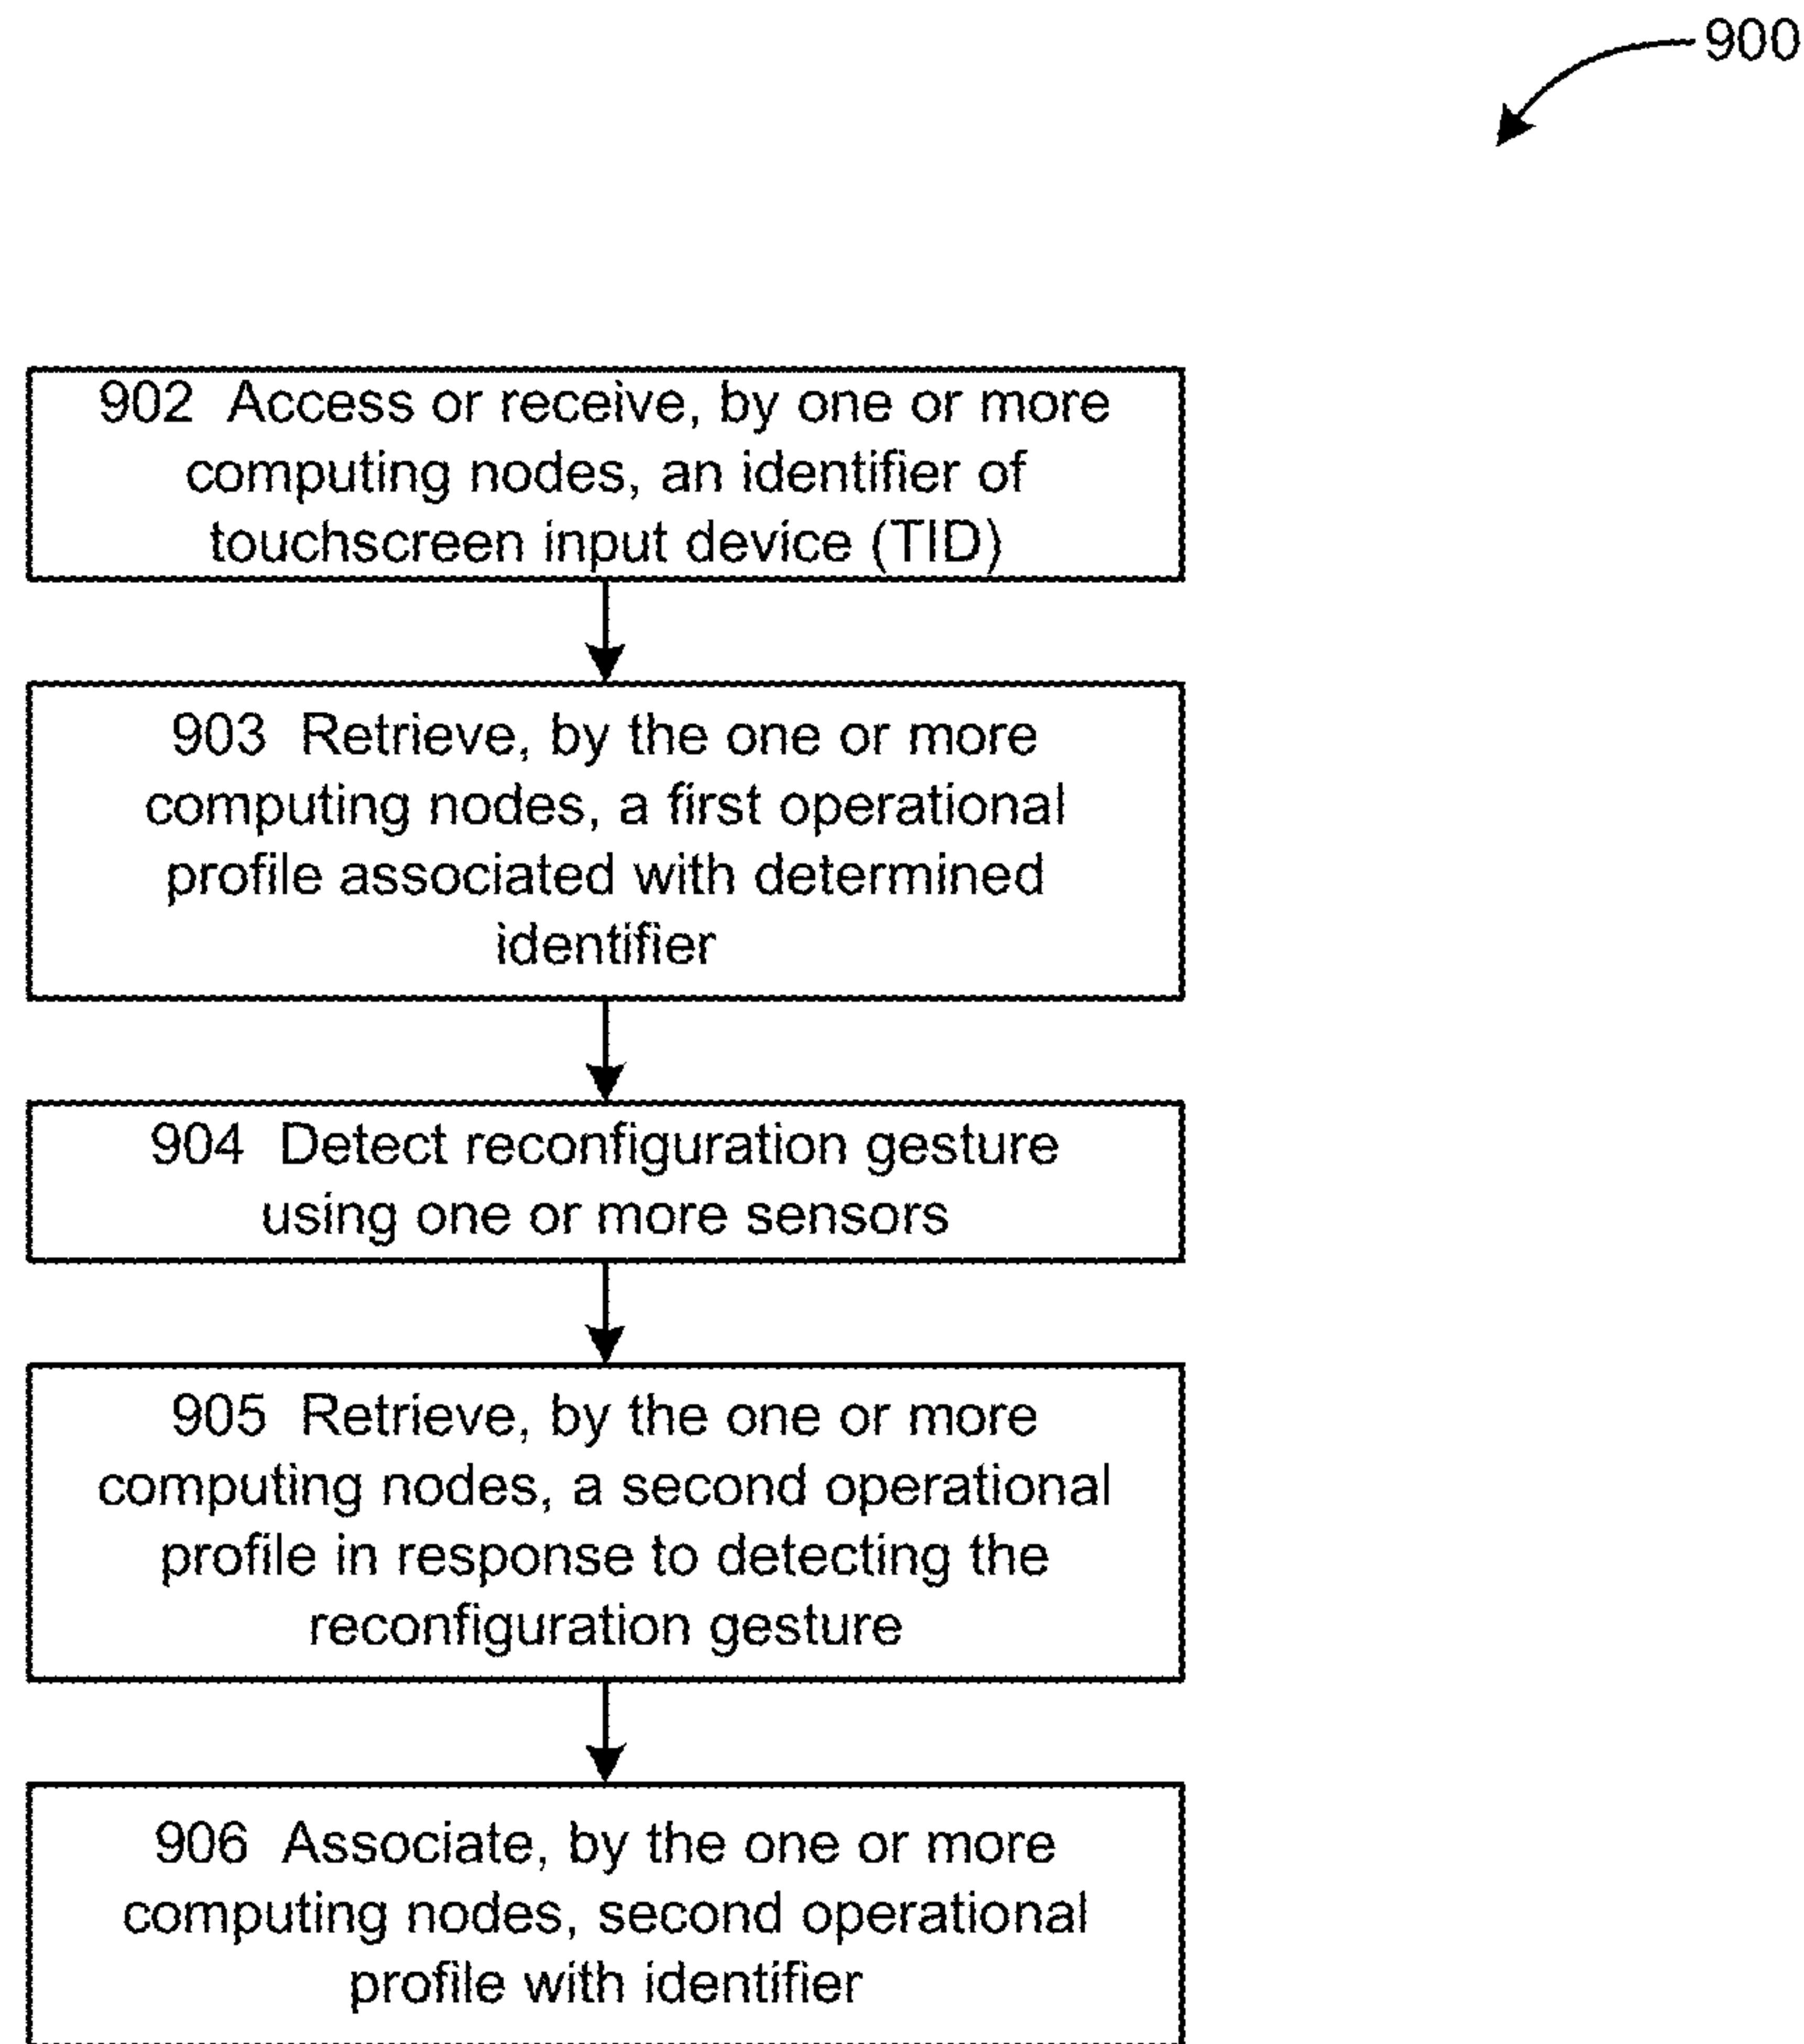 900
902 Access or receive, by one or more
computing nodes, an identifier of
touchscreen input device (TID)
903 Retrieve, by the one or more
computing nodes, a first operational
profile associated with determined
identifier
904 Detect reconfiguration gesture
using one or more sensors
905 Retrieve, by the one or more
computing nodes, a second operational
profile in response to detecting the
reconfiguration gesture
906 Associate, by the one or more
computing nodes, second operational
profile with identifier